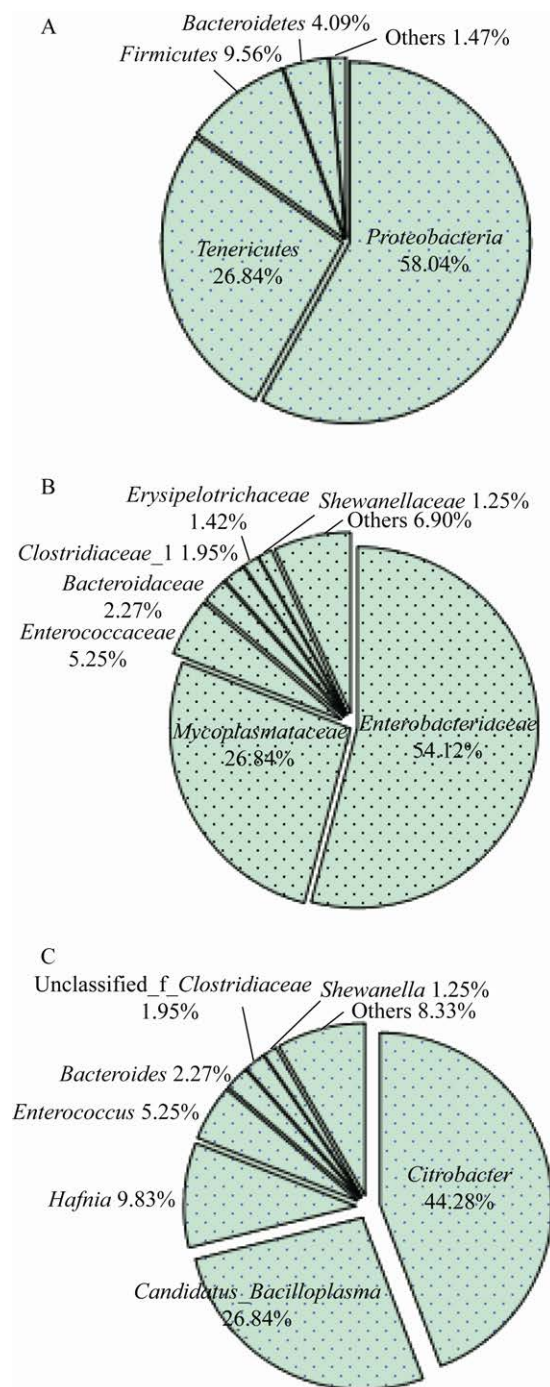 A
Bacteroidetes 4.09%
Others 1.47%
Firmicutes 9.56%
Proteobacteria
58.04%
Tenericutes
26.84%
B
Erysipelotrichaceae
1.42%
Shewanellaceae 1.25%
Others 6.90%
Clostridiaceae_1 1.95%
Bacteroidaceae
2.27%
Enterococcaceae
5.25%
Mycoplasmataceae
26.84%
Enterobacteriaceae
54.12%
C
Unclassified_f_Clostridiaceae
1.95%
Shewanella 1.25%
Others 8.33%
Bacteroides 2.27%
Enterococcus 5.25%
Hafnia 9.83%
Citrobacter
44.28%
Candidatus_Bacilloplasma
26.84%